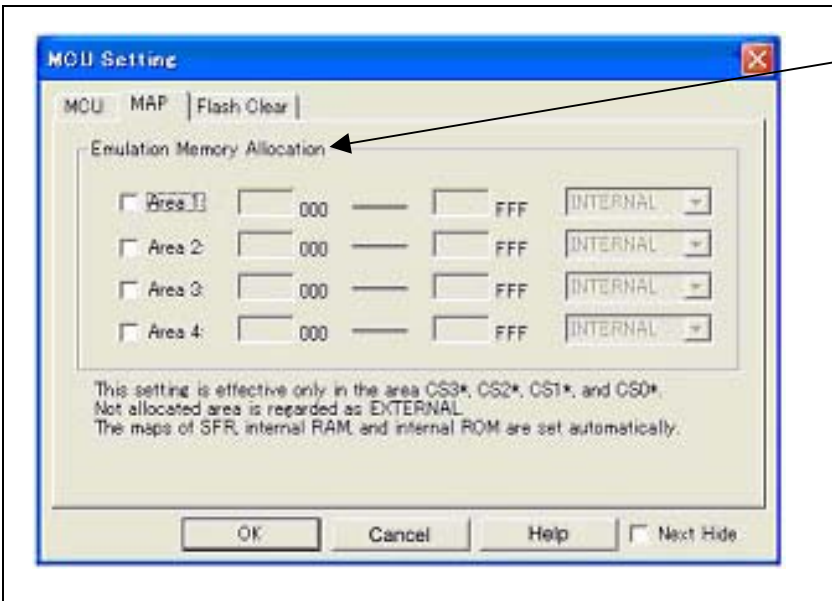 MCU Setting
MCU MAP Flash Clear
Emulation Memory Allocation
Area 1: 000 FFF INTERNAL
Area 2: 000 FFF INTERNAL
Area 3: 000 FFF INTERNAL
Area 4: 000 FFF INTERNAL
This setting is effective only in the area CS3*, CS2*, CS1*, and CS0*.
Not allocated area is regarded as EXTERNAL.
The maps of SFR, internal RAM, and internal ROM are set automatically.
OK Cancel Help Next Hide